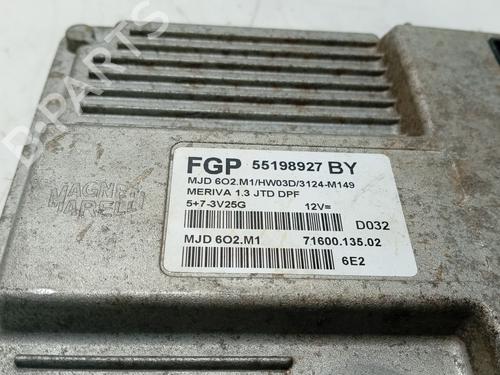 B-PARTS
MAGNETI
MARELLI
FGP 55198927 BY
MJD 6O2.M1/HW03D/3124-M149
MERIVA 1.3 JTD DPF
5+7-3V25G 12V=
D032
MJD 6O2.M1 71600.135.02
6E2